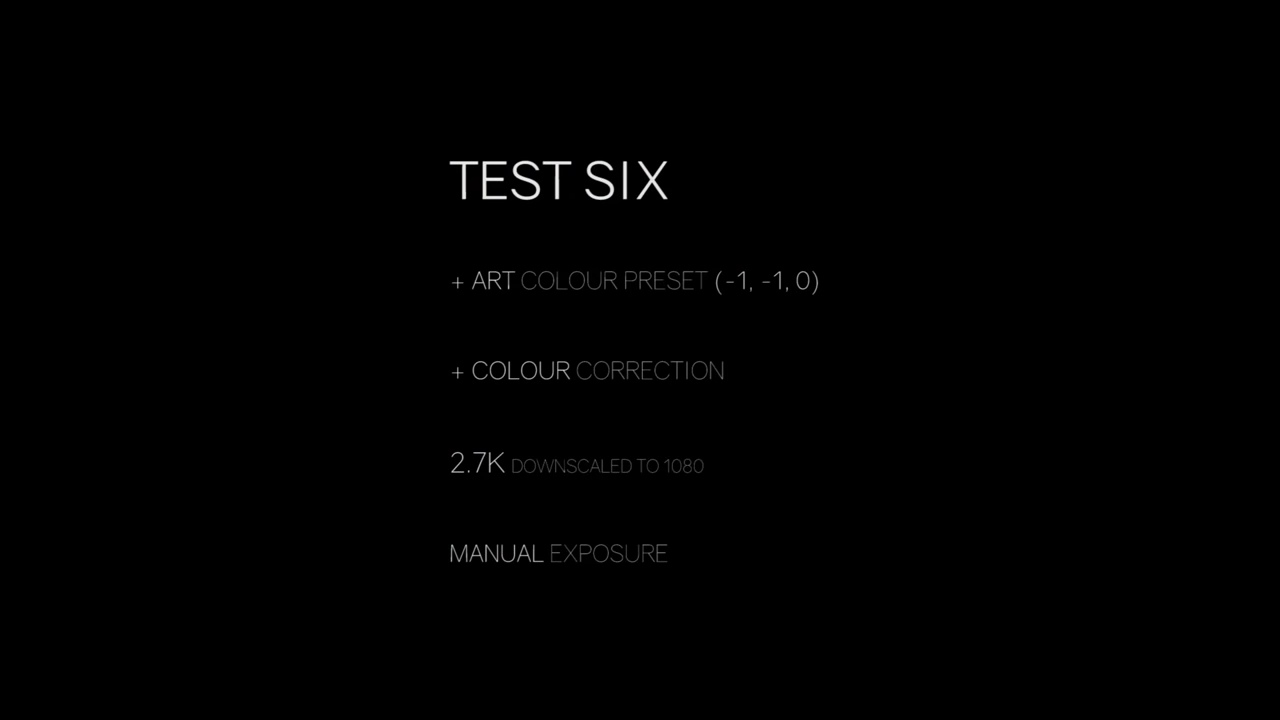 TEST SIX
+ ART COLOUR PRESET (-1, -1, 0)
+ COLOUR CORRECTION
2.7K DOWNSCALED TO 1080
MANUAL EXPOSURE